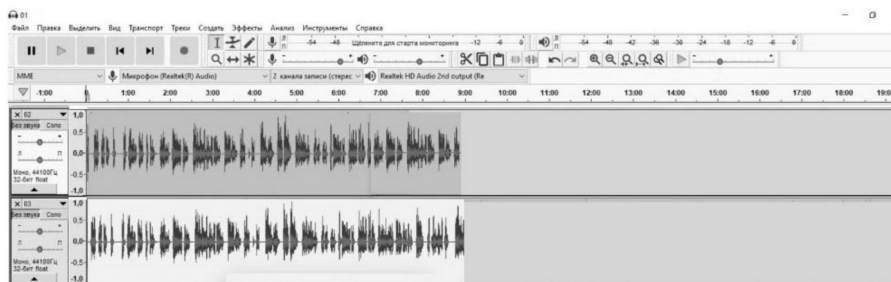 01
Файл Правка Выделить Вид Транспорт Треки Создать Эффекты Анализ Инструменты Справка
Л П -54 -48 Щёлкните для старта мониторинга -12 -6 0 Л П -54 -48 -42 -36 -30 -24 -18 -12 -6 0
MME Микрофон (Realtek(R) Audio) 2 канала записи (стерео Realtek HD Audio 2nd output (Re
-1:00 0 1:00 2:00 3:00 4:00 5:00 6:00 7:00 8:00 9:00 10:00 11:00 12:00 13:00 14:00 15:00 16:00 17:00 18:00 19:0
× 02 1,0
Без звука Соло 0,5
- +
Л П 0,0
Моно, 44100Гц -0,5
32-бит float
-1,0
× 03 1,0
Без звука Соло 0,5
- +
Л П 0,0
Моно, 44100Гц -0,5
32-бит float
-1,0